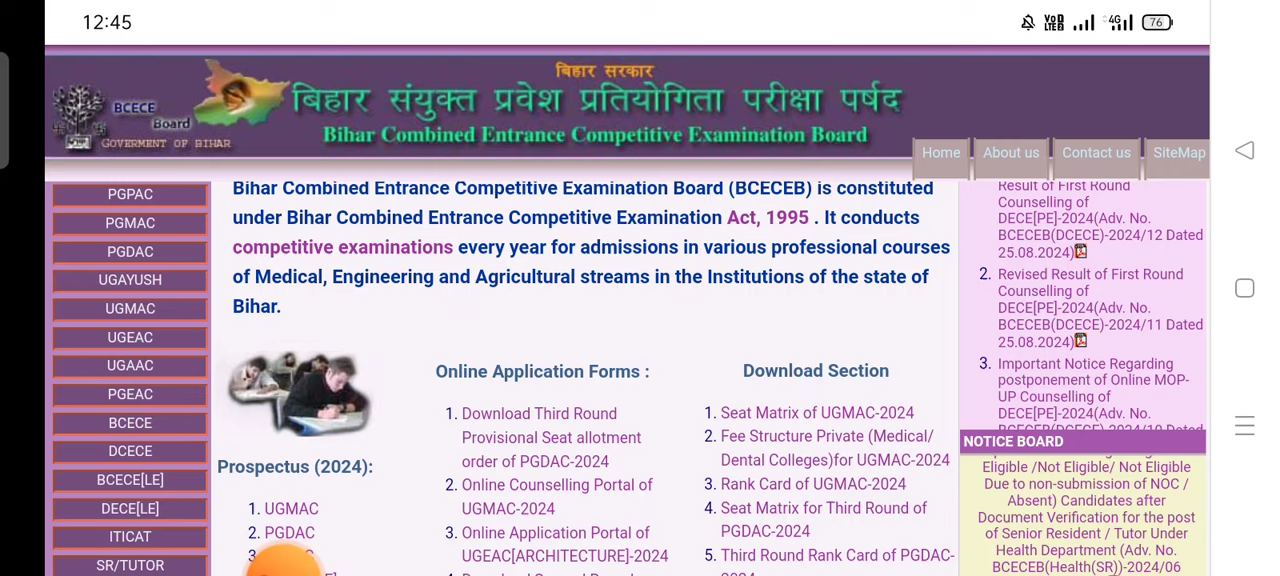 12:45
VoD
LTE2
4G
76
बिहार सरकार
बिहार संयुक्त प्रवेश प्रतियोगिता परीक्षा पर्षद
Bihar Combined Entrance Competitive Examination Board
BCECE
Board
GOVERMENT OF BIHAR
Home
About us
Contact us
SiteMap
PGPAC
PGMAC
PGDAC
UGAYUSH
UGMAC
UGEAC
UGAAC
PGEAC
BCECE
DCECE
BCECE[LE]
DECE[LE]
ITICAT
SR/TUTOR
Bihar Combined Entrance Competitive Examination Board (BCECEB) is constituted
under Bihar Combined Entrance Competitive Examination Act, 1995 . It conducts
competitive examinations every year for admissions in various professional courses
of Medical, Engineering and Agricultural streams in the Institutions of the state of
Bihar.
Prospectus (2024):
1. UGMAC
2. PGDAC
Online Application Forms :
1. Download Third Round
Provisional Seat allotment
order of PGDAC-2024
2. Online Counselling Portal of
UGMAC-2024
3. Online Application Portal of
UGEAC[ARCHITECTURE]-2024
Download Section
1. Seat Matrix of UGMAC-2024
2. Fee Structure Private (Medical/
Dental Colleges)for UGMAC-2024
3. Rank Card of UGMAC-2024
4. Seat Matrix for Third Round of
PGDAC-2024
5. Third Round Rank Card of PGDAC-
Result of First Round
Counselling of
DECE[PE]-2024(Adv. No.
BCECEB(DCECE)-2024/12 Dated
25.08.2024)
2. Revised Result of First Round
Counselling of
DECE[PE]-2024(Adv. No.
BCECEB(DCECE)-2024/11 Dated
25.08.2024)
3. Important Notice Regarding
postponement of Online MOP-
UP Counselling of
DECE[PE]-2024(Adv. No.
NOTICE BOARD
Eligible /Not Eligible/ Not Eligible
Due to non-submission of NOC /
Absent) Candidates after
Document Verification for the post
of Senior Resident / Tutor Under
Health Department (Adv. No.
BCECEB(Health(SR))-2024/06